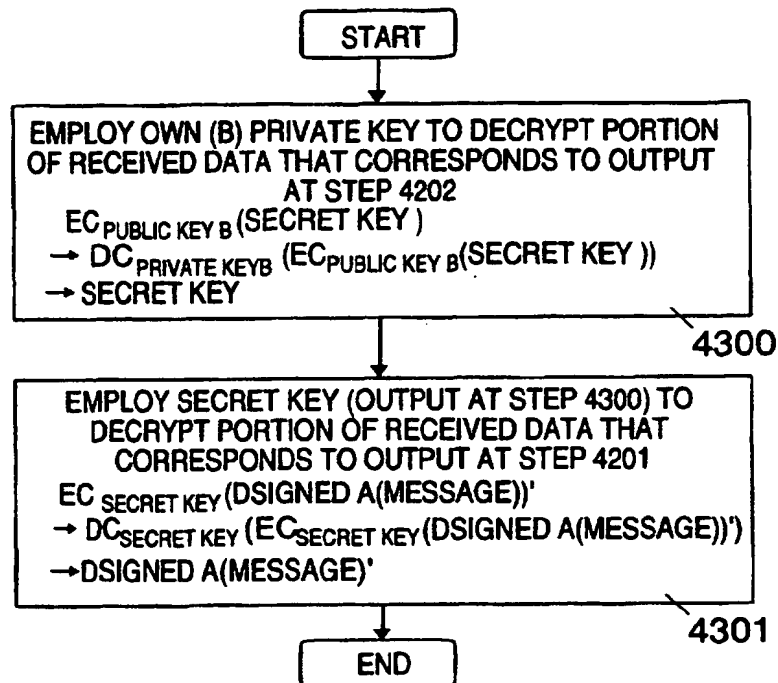 START
EMPLOY OWN (B) PRIVATE KEY TO DECRYPT PORTION
OF RECEIVED DATA THAT CORRESPONDS TO OUTPUT
AT STEP 4202
EC PUBLIC KEY B (SECRET KEY )
→ DC PRIVATE KEYB (EC PUBLIC KEY B(SECRET KEY ))
→ SECRET KEY
4300
EMPLOY SECRET KEY (OUTPUT AT STEP 4300) TO
DECRYPT PORTION OF RECEIVED DATA THAT
CORRESPONDS TO OUTPUT AT STEP 4201
EC SECRET KEY (DSIGNED A(MESSAGE))'
→ DC SECRET KEY (EC SECRET KEY (DSIGNED A(MESSAGE))')
→DSIGNED A(MESSAGE)'
4301
END